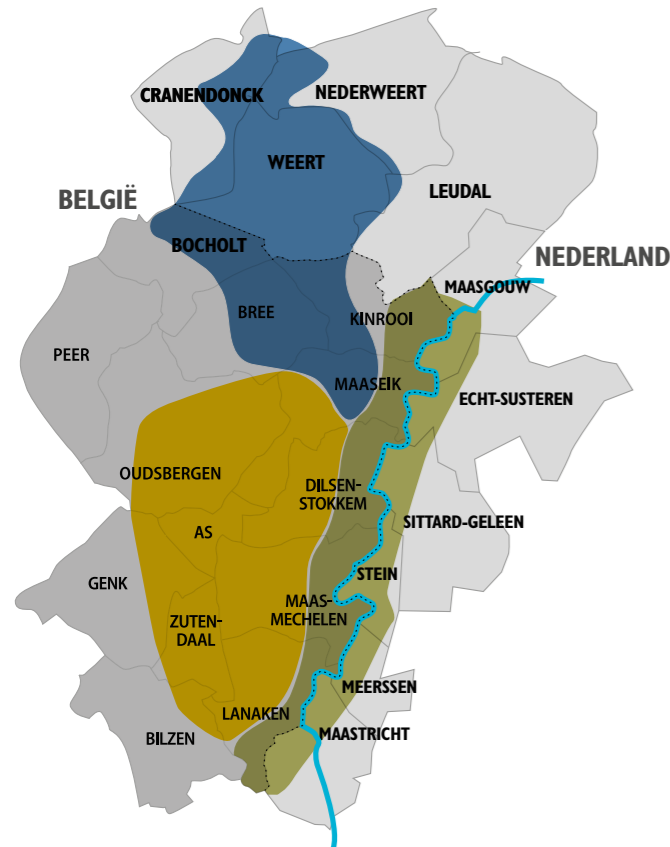 CRANENDONCK
NEDERWEERT
WEERT
LEUDAL
BELGIË
BOCHOLT
NEDERLAND
MAASGOUW
BREE
KINROOI
PEER
MAASEIK
ECHT-SUSTEREN
OUDSBERGEN
DILSEN-
STOKKEM
SITTARD-GELEEN
AS
STEIN
GENK
MAAS-
MECHELEN
ZUTEN-
DAAL
MEERSSEN
LANAKEN
MAASTRICHT
BILZEN